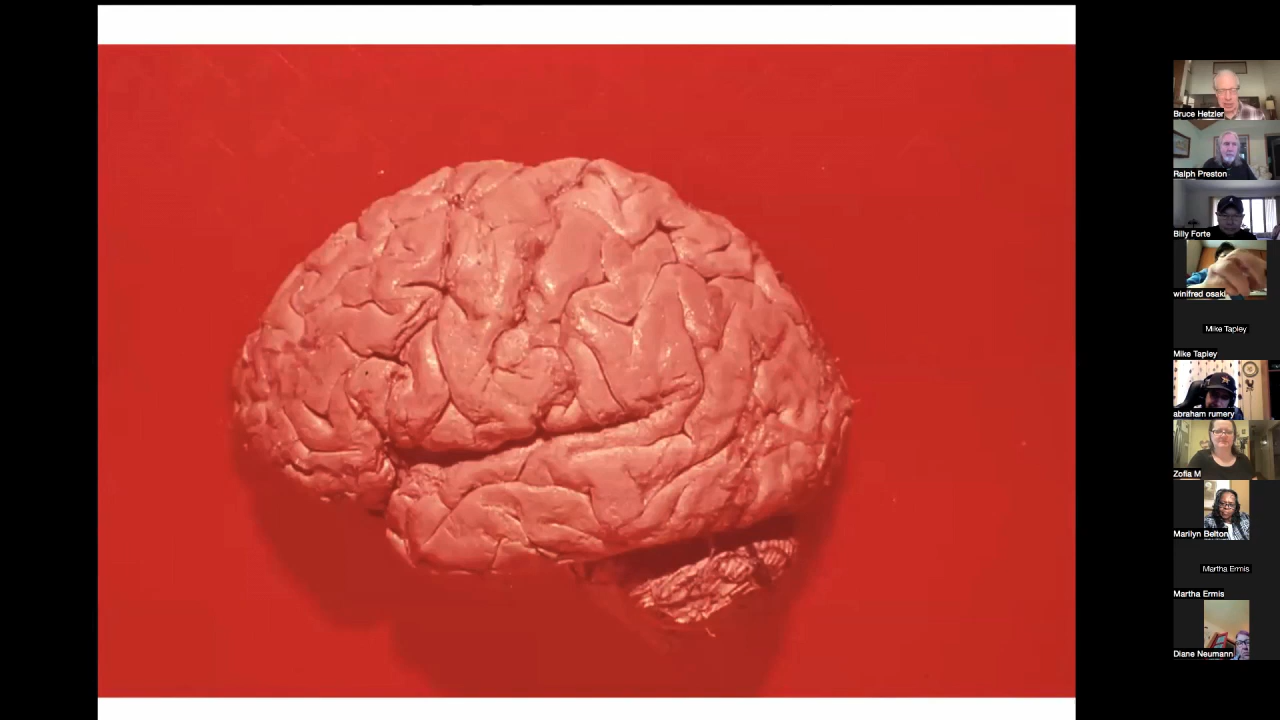 Bruce Hetzler
Ralph Preston
Billy Forte
winifred osaki
Mike Tapley
Mike Tapley
abraham rumery
Zofia M
Marilyn Belton
Martha Ermis
Martha Ermis
Diane Neumann